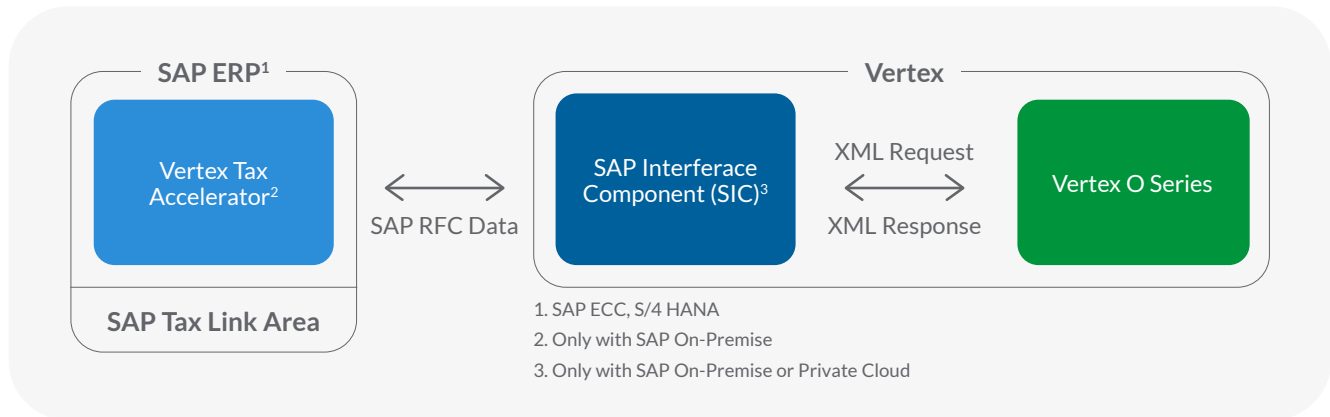 SAP ERP¹
Vertex Tax
Accelerator²
SAP Tax Link Area
SAP RFC Data
Vertex
SAP Interferace
Component (SIC)³
XML Request
XML Response
Vertex O Series
1. SAP ECC, S/4 HANA
2. Only with SAP On-Premise
3. Only with SAP On-Premise or Private Cloud